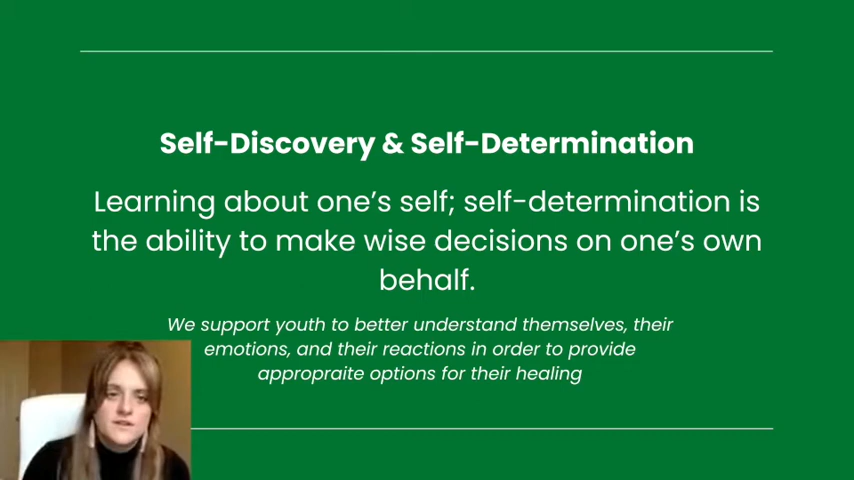 Self-Discovery & Self-Determination
Learning about one's self; self-determination is
the ability to make wise decisions on one's own
behalf.
We support youth to better understand themselves, their
emotions, and their reactions in order to provide
appropraite options for their healing